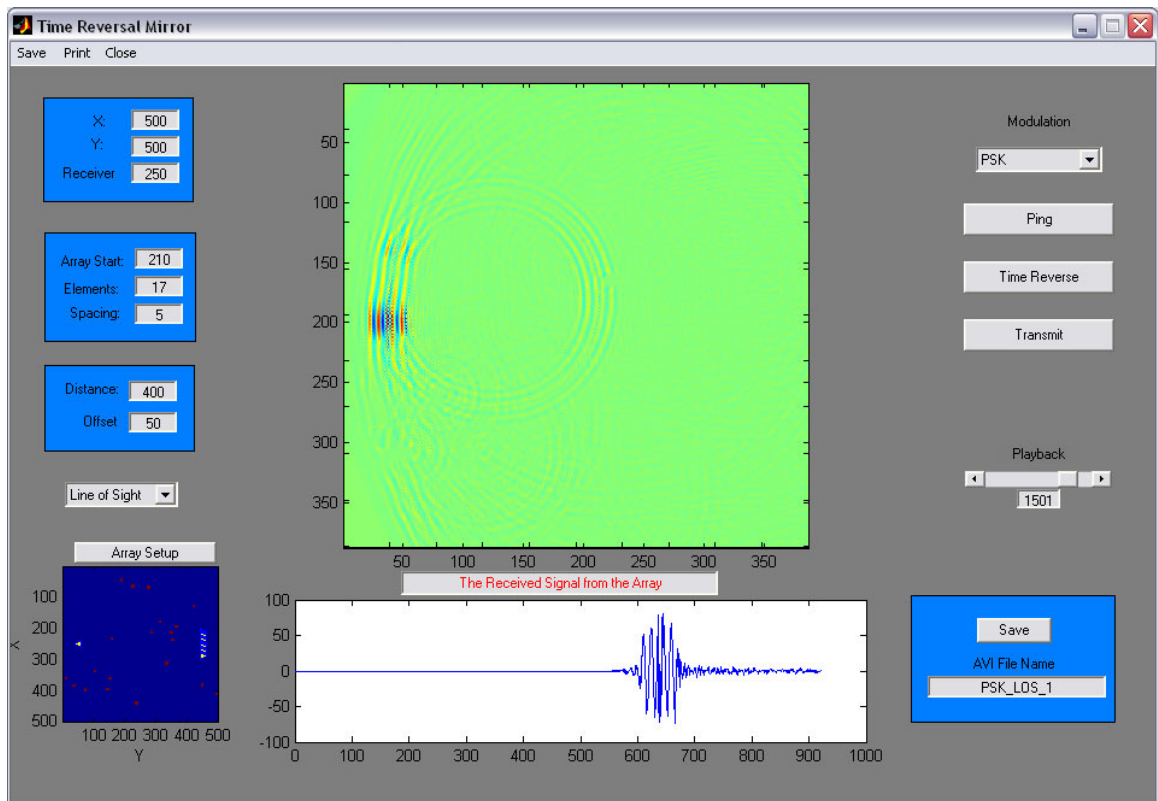 Time Reversal Mirror
Save Print Close
X: 500
Y: 500
Receiver 250
Array Start: 210
Elements: 17
Spacing: 5
Distance: 400
Offset 50
Line of Sight
Array Setup
100
200
300
400
500
X
100 200 300 400 500
Y
50
100
150
200
250
300
350
50 100 150 200 250 300 350
The Received Signal from the Array
100
50
0
-50
-100
0 100 200 300 400 500 600 700 800 900 1000
Modulation
PSK
Ping
Time Reverse
Transmit
Playback
1501
Save
AVI File Name
PSK_LOS_1